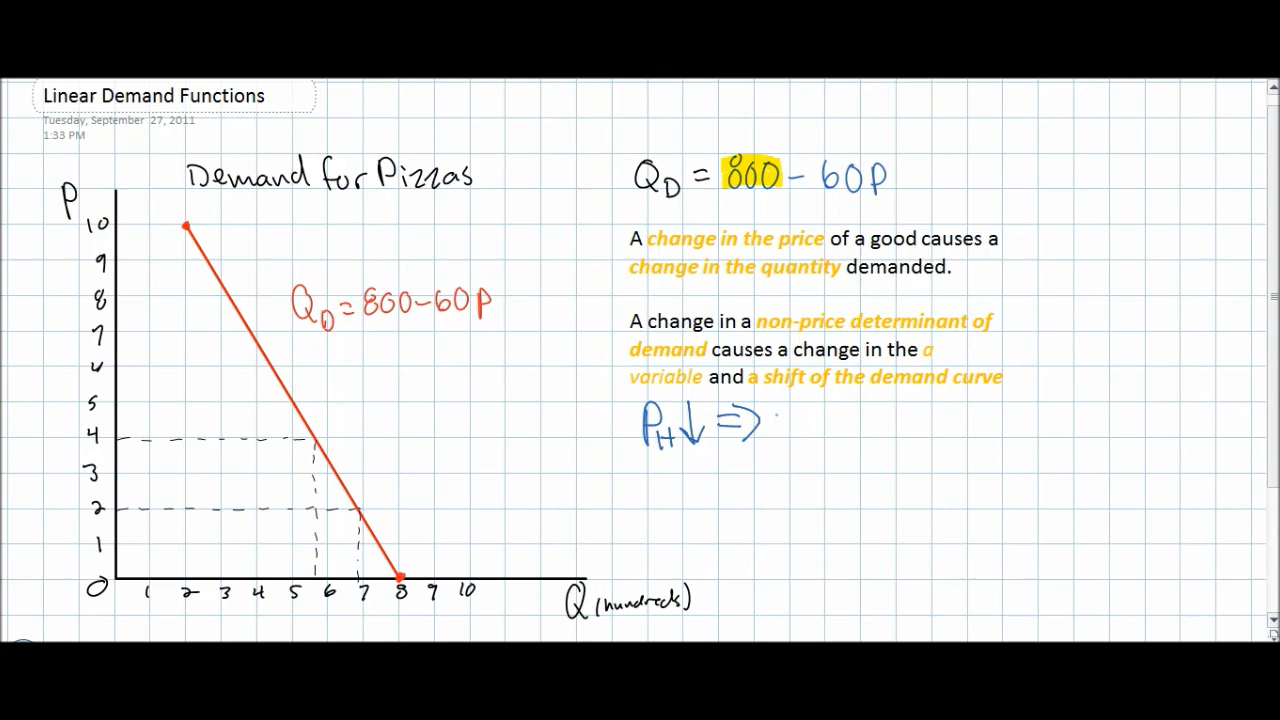 Linear Demand Functions
Tuesday, September 27, 2011
1:33 PM
Demand for Pizzas
P
10
9
8
7
6
5
4
3
2
1
0
1 2 3 4 5 6 7 8 9 10
Q (hundreds)
Q_D = 800 - 60P
Q_D = 800 - 60P
A change in the price of a good causes a
change in the quantity demanded.
A change in a non-price determinant of
demand causes a change in the a
variable and a shift of the demand curve
P_H ↓ ⇒